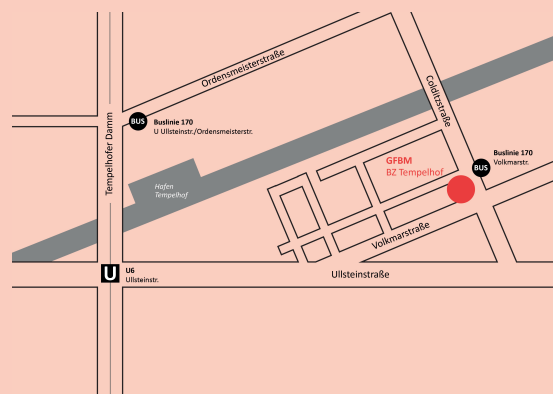 Ordensmeisterstraße
Colditzstraße
Tempelhofer Damm
BUS
Buslinie 170
U Ullsteinstr./Ordensmeisterstr.
Buslinie 170
Volkmarstr.
BUS
GFBM
BZ Tempelhof
Hafen
Tempelhof
Volkmarstraße
U
U6
Ullsteinstr.
Ullsteinstraße